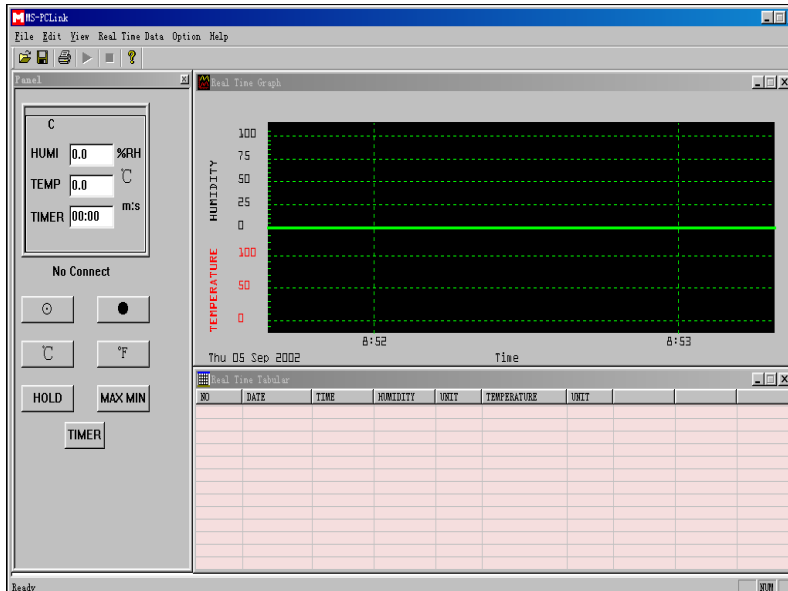 MS-PCLink
File Edit View Real Time Data Option Help
Panel
C
HUMI 0.0 %RH
TEMP 0.0 ℃
TIMER 00:00 m:s
No Connect
℃ ℉
HOLD MAX MIN
TIMER
Real Time Graph
HUMIDITY
100
75
50
25
0
TEMPERATURE
100
50
0
8:52 8:53
Thu 05 Sep 2002 Time
Real Time Tabular
NO DATE TIME HUMIDITY UNIT TEMPERATURE UNIT
Ready NUM